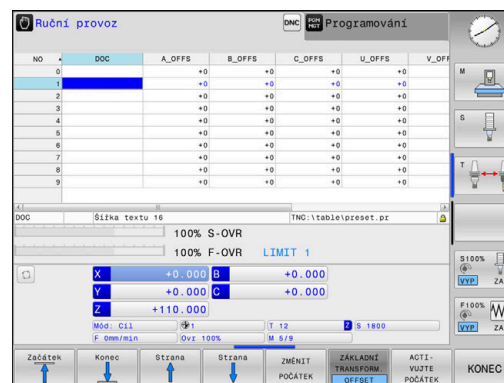 Ruční provoz
DNC
PGM MGT
Programování
NO DOC A_OFFS B_OFFS C_OFFS U_OFFS V_OFF
0 +0 +0 +0 +0
1 +0 +0 +0 +0
2 +0 +0 +0 +0
3 +0 +0 +0 +0
4 +0 +0 +0 +0
5 +0 +0 +0 +0
6 +0 +0 +0 +0
7 +0 +0 +0 +0
8 +0 +0 +0 +0
9 +0 +0 +0 +0
DOC Šířka textu 16 TNC:\table\preset.pr
100% S-OVR
100% F-OVR LIMIT 1
X +0.000 B +0.000
Y +0.000 C +0.000
Z +110.000
Mód: Cíl 1 T 12 Z S 1800
F 0mm/min Ovr 100% M 5/9
M
S
T
S100%
VYP ZA
F100%
VYP ZA
Začátek
Konec
Strana
Strana
ZMĚNIT
POČÁTEK
ZÁKLADNÍ
TRANSFORM.
OFFSET
ACTI-
VUJTE
POČÁTEK
KONEC